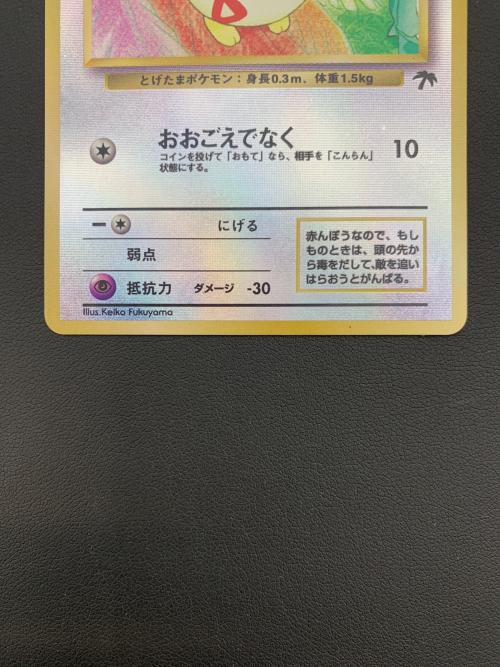 とげたまポケモン：身長0.3m、体重1.5kg
おおごえでなく
10
コインを投げて「おもて」なら、相手を「こんらん」
状態にする。
にげる
弱点
抵抗力 ダメージ -30
赤んぼうなので、もし
ものときは、頭の先か
ら毒をだして、敵を追い
はらおうとがんばる。
Illus.Keiko Fukuyama